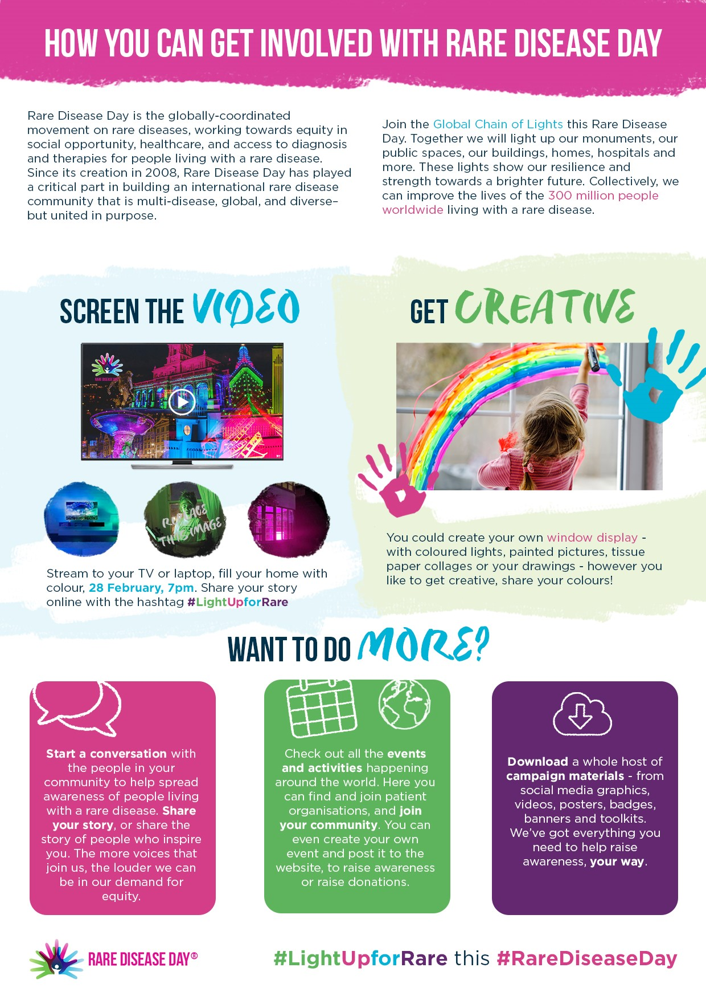 HOW YOU CAN GET INVOLVED WITH RARE DISEASE DAY
Rare Disease Day is the globally-coordinated
movement on rare diseases, working towards equity in
social opportunity, healthcare, and access to diagnosis
and therapies for people living with a rare disease.
Since its creation in 2008, Rare Disease Day has played
a critical part in building an international rare disease
community that is multi-disease, global, and diverse–
but united in purpose.
Join the Global Chain of Lights this Rare Disease
Day. Together we will light up our monuments, our
public spaces, our buildings, homes, hospitals and
more. These lights show our resilience and
strength towards a brighter future. Collectively, we
can improve the lives of the 300 million people
worldwide living with a rare disease.
SCREEN THE VIDEO
RARE DISEASE DAY
REPLACE
THIS IMAGE
Stream to your TV or laptop, fill your home with
colour, 28 February, 7pm. Share your story
online with the hashtag #LightUpforRare
GET CREATIVE
You could create your own window display -
with coloured lights, painted pictures, tissue
paper collages or your drawings - however you
like to get creative, share your colours!
WANT TO DO MORE?
Start a conversation with
the people in your
community to help spread
awareness of people living
with a rare disease. Share
your story, or share the
story of people who inspire
you. The more voices that
join us, the louder we can
be in our demand for
equity.
Check out all the events
and activities happening
around the world. Here you
can find and join patient
organisations, and join
your community. You can
even create your own
event and post it to the
website, to raise awareness
or raise donations.
Download a whole host of
campaign materials - from
social media graphics,
videos, posters, badges,
banners and toolkits.
We've got everything you
need to help raise
awareness, your way.
RARE DISEASE DAY®
#LightUpforRare this #RareDiseaseDay